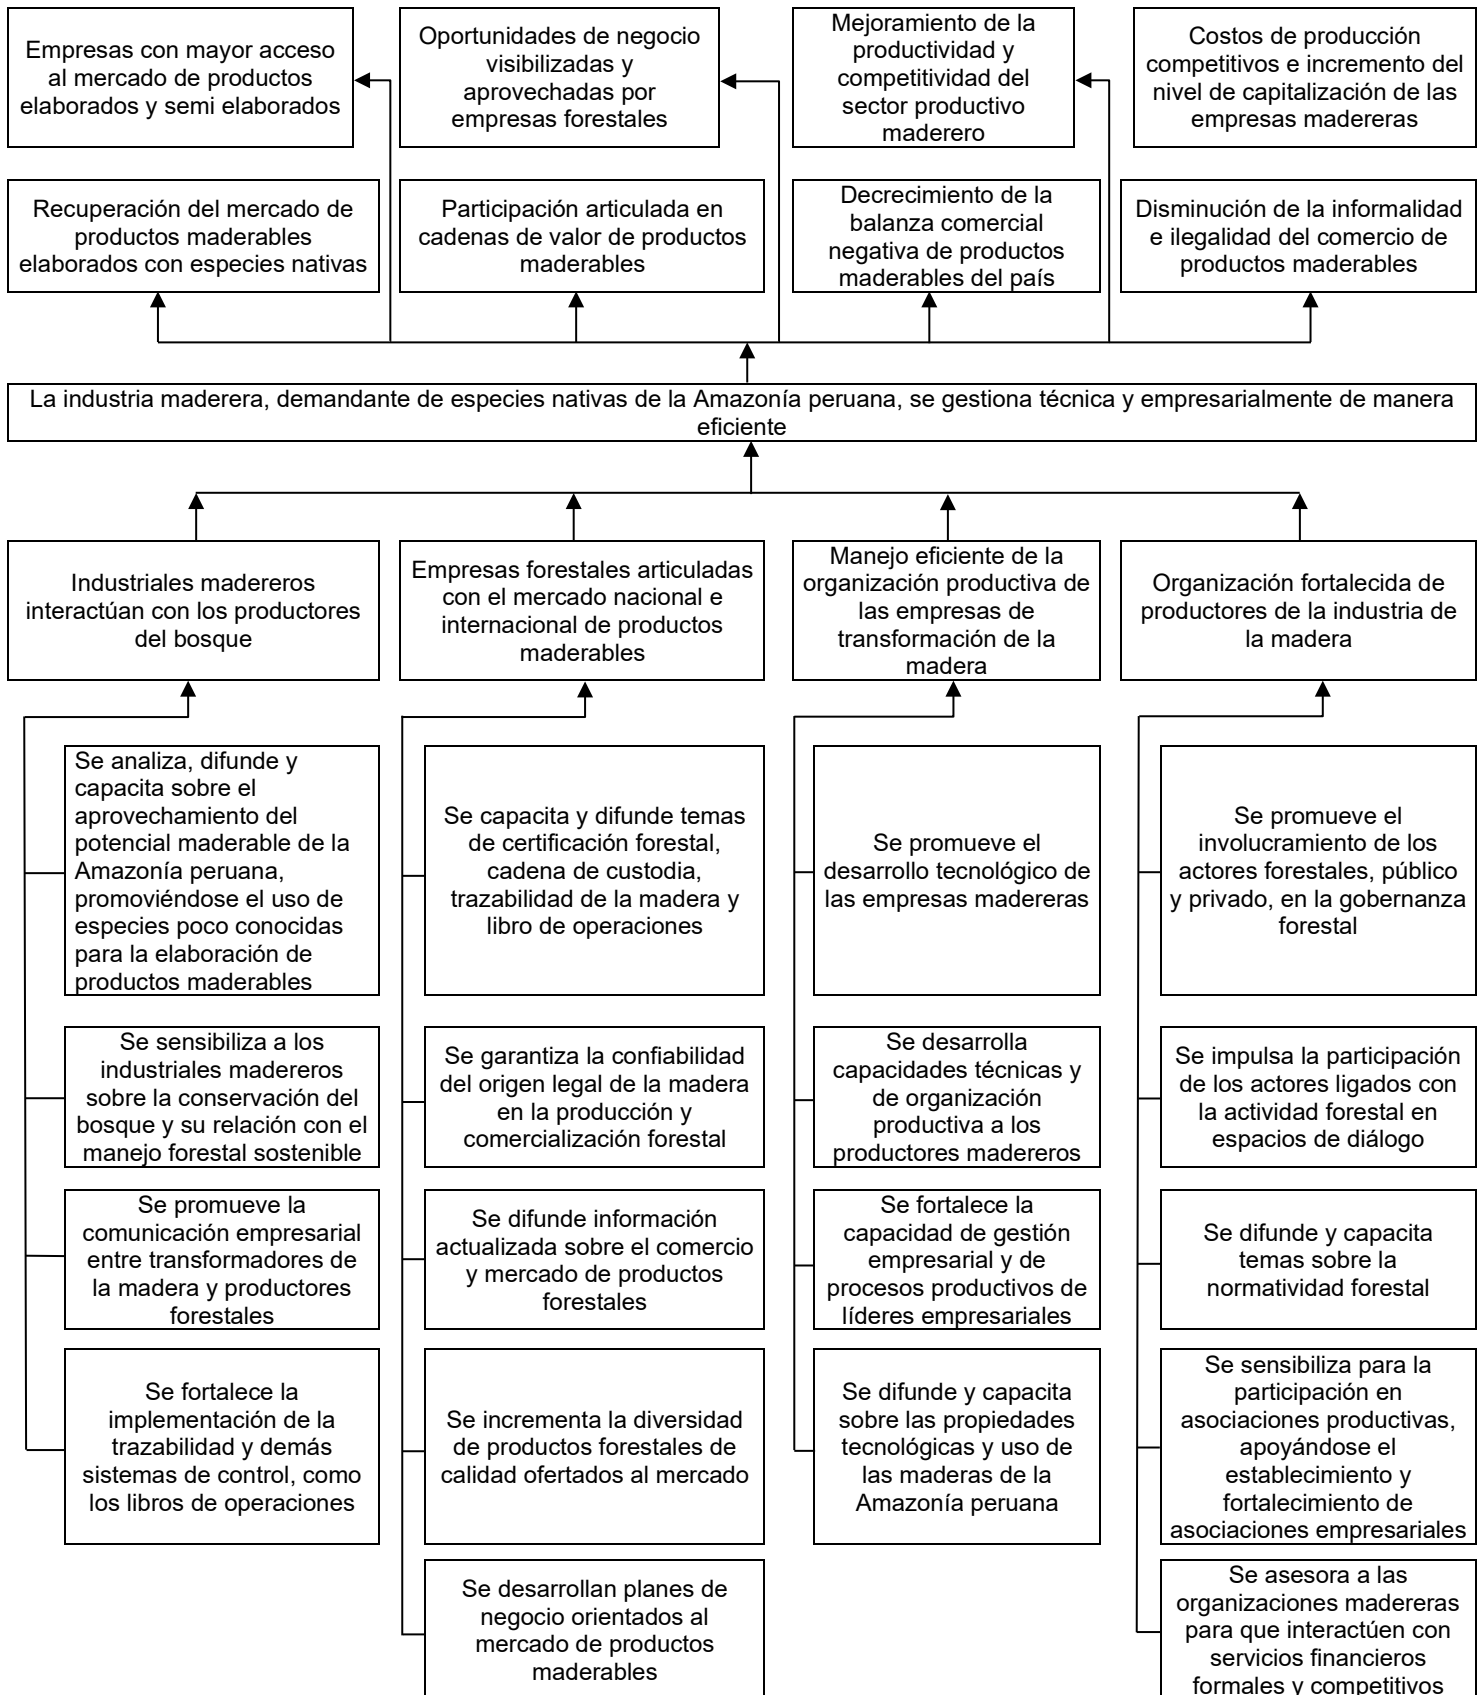 Empresas con mayor acceso
al mercado de productos
elaborados y semi elaborados
Oportunidades de negocio
visibilizadas y
aprovechadas por
empresas forestales
Mejoramiento de la
productividad y
competitividad del
sector productivo
maderero
Costos de producción
competitivos e incremento del
nivel de capitalización de las
empresas madereras
Recuperación del mercado de
productos maderables
elaborados con especies nativas
Participación articulada en
cadenas de valor de productos
maderables
Decrecimiento de la
balanza comercial
negativa de productos
maderables del país
Disminución de la informalidad
e ilegalidad del comercio de
productos maderables
La industria maderera, demandante de especies nativas de la Amazonía peruana, se gestiona técnica y empresarialmente de manera
eficiente
Industriales madereros
interactúan con los productores
del bosque
Empresas forestales articuladas
con el mercado nacional e
internacional de productos
maderables
Manejo eficiente de la
organización productiva de
las empresas de
transformación de la
madera
Organización fortalecida de
productores de la industria de
la madera
Se analiza, difunde y
capacita sobre el
aprovechamiento del
potencial maderable de la
Amazonía peruana,
promoviéndose el uso de
especies poco conocidas
para la elaboración de
productos maderables
Se capacita y difunde temas
de certificación forestal,
cadena de custodia,
trazabilidad de la madera y
libro de operaciones
Se promueve el
desarrollo tecnológico de
las empresas madereras
Se promueve el
involucramiento de los
actores forestales, público
y privado, en la gobernanza
forestal
Se sensibiliza a los
industriales madereros
sobre la conservación del
bosque y su relación con el
manejo forestal sostenible
Se garantiza la confiabilidad
del origen legal de la madera
en la producción y
comercialización forestal
Se desarrolla
capacidades técnicas y
de organización
productiva a los
productores madereros
Se impulsa la participación
de los actores ligados con
la actividad forestal en
espacios de diálogo
Se promueve la
comunicación empresarial
entre transformadores de
la madera y productores
forestales
Se difunde información
actualizada sobre el comercio
y mercado de productos
forestales
Se fortalece la
capacidad de gestión
empresarial y de
procesos productivos de
líderes empresariales
Se difunde y capacita
temas sobre la
normatividad forestal
Se fortalece la
implementación de la
trazabilidad y demás
sistemas de control, como
los libros de operaciones
Se incrementa la diversidad
de productos forestales de
calidad ofertados al mercado
Se difunde y capacita
sobre las propiedades
tecnológicas y uso de
las maderas de la
Amazonía peruana
Se sensibiliza para la
participación en
asociaciones productivas,
apoyándose el
establecimiento y
fortalecimiento de
asociaciones empresariales
Se desarrollan planes de
negocio orientados al
mercado de productos
maderables
Se asesora a las
organizaciones madereras
para que interactúen con
servicios financieros
formales y competitivos